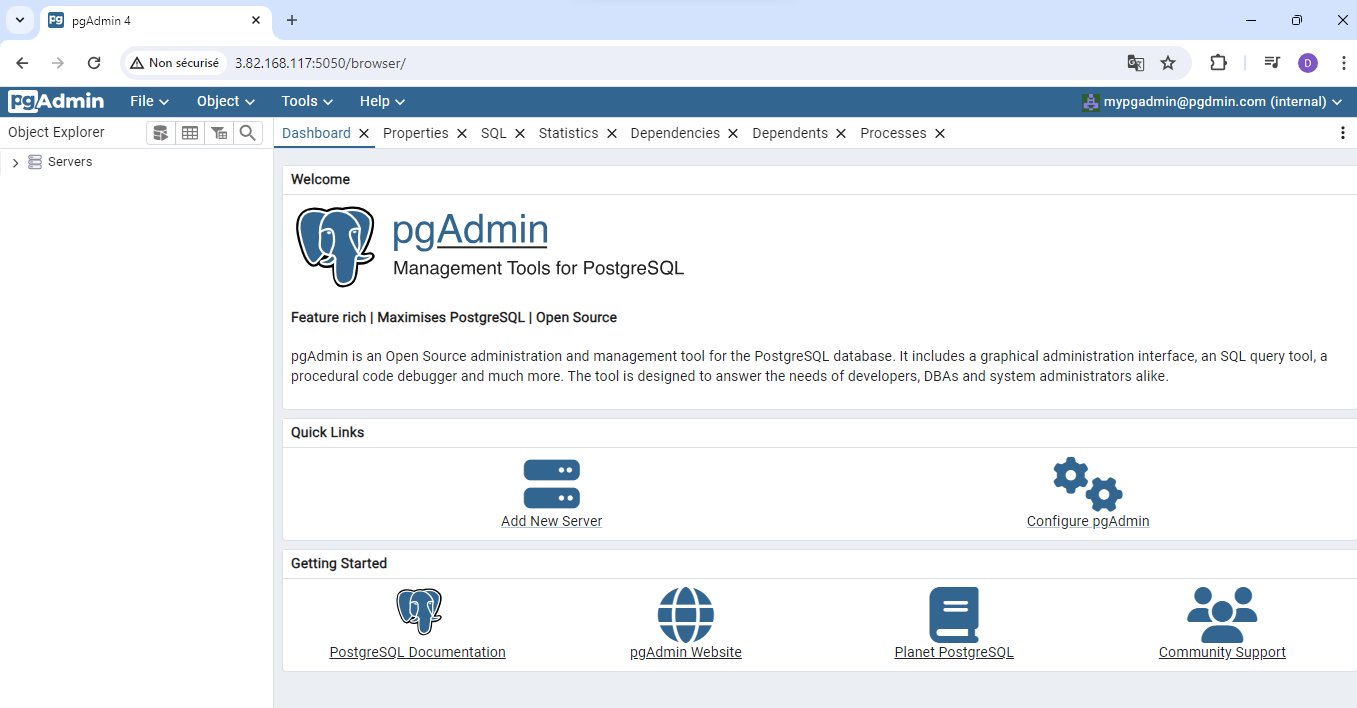 pgAdmin 4
Non sécurisé 3.82.168.117:5050/browser/
D
pgAdmin File Object Tools Help mypgadmin@pgdmin.com (internal)
Object Explorer Dashboard Properties SQL Statistics Dependencies Dependents Processes
Servers
Welcome
pgAdmin
Management Tools for PostgreSQL
Feature rich | Maximises PostgreSQL | Open Source
pgAdmin is an Open Source administration and management tool for the PostgreSQL database. It includes a graphical administration interface, an SQL query tool, a
procedural code debugger and much more. The tool is designed to answer the needs of developers, DBAs and system administrators alike.
Quick Links
Add New Server Configure pgAdmin
Getting Started
PostgreSQL Documentation pgAdmin Website Planet PostgreSQL Community Support